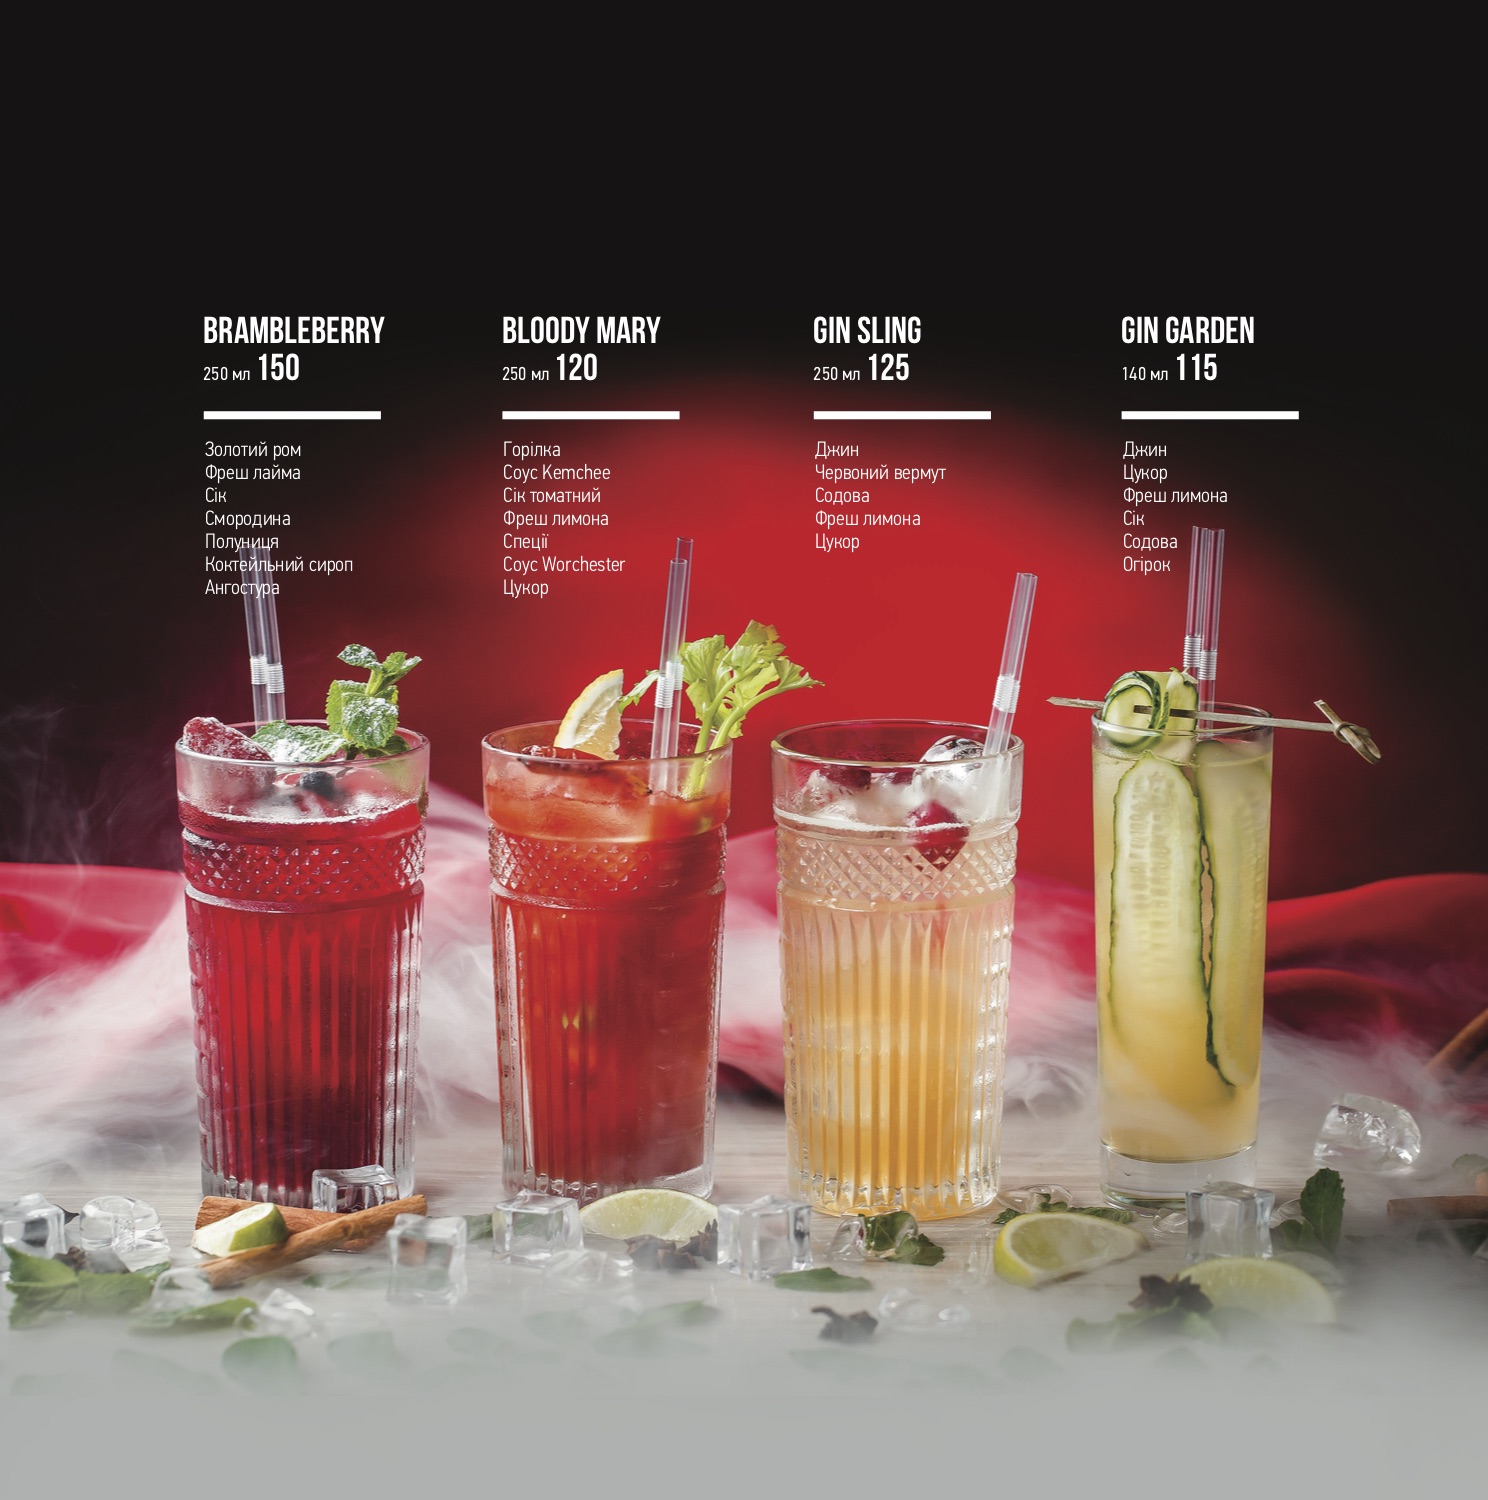 BRAMBLEBERRY
250 мл 150
Золотий ром
Фреш лайма
Сік
Смородина
Полуниця
Коктейльний сироп
Ангостура
BLOODY MARY
250 мл 120
Горілка
Соус Kemchee
Сік томатний
Фреш лимона
Спеції
Соус Worchester
Цукор
GIN SLING
250 мл 125
Джин
Червоний вермут
Содова
Фреш лимона
Цукор
GIN GARDEN
140 мл 115
Джин
Цукор
Фреш лимона
Сік
Содова
Огірок